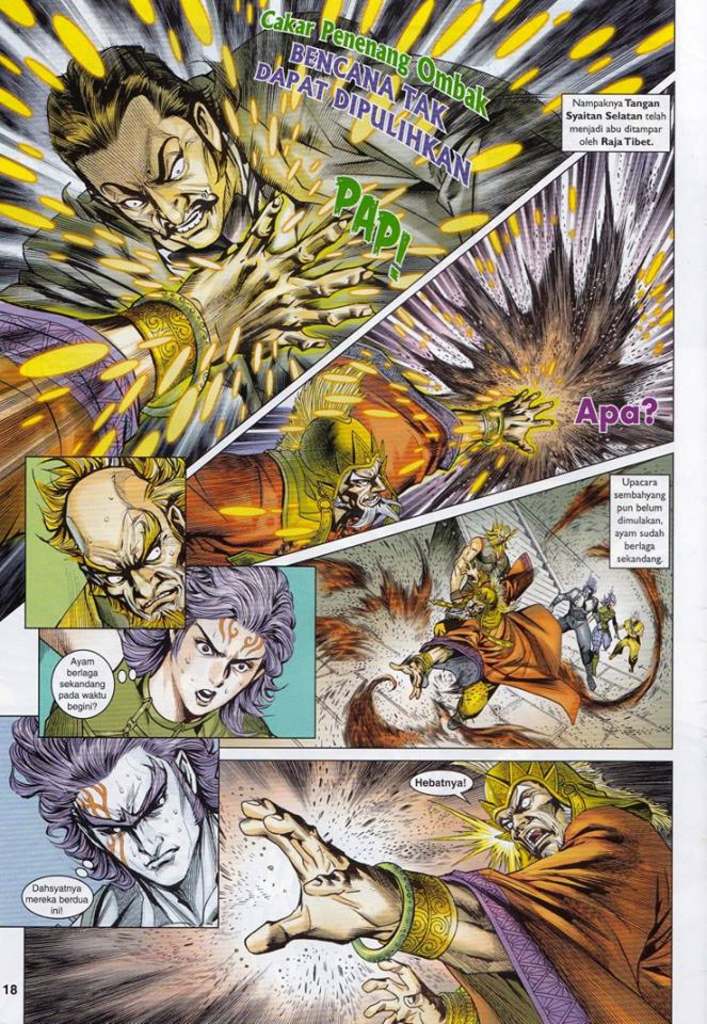 Cakar Penenang Ombak
BENCANA TAK
DAPAT DIPULIHKAN
Nampaknya Tangan
Syaitan Selatan telah
menjadi abu ditampar
oleh Raja Tibet.
PAP!
Apa?
Upacara
sembahyang
pun belum
dimulakan,
ayam sudah
berlaga
sekandang.
Ayam
berlaga
sekandang
pada waktu
begini?
Hebatnya!
Dahsyatnya
mereka berdua
ini!
18